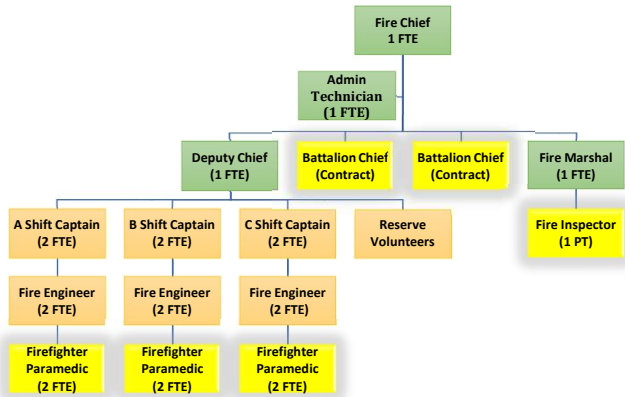 Fire Chief
1 FTE
Admin
Technician
(1 FTE)
Deputy Chief
(1 FTE)
Battalion Chief
(Contract)
Battalion Chief
(Contract)
Fire Marshal
(1 FTE)
A Shift Captain
(2 FTE)
B Shift Captain
(2 FTE)
C Shift Captain
(2 FTE)
Reserve
Volunteers
Fire Inspector
(1 PT)
Fire Engineer
(2 FTE)
Fire Engineer
(2 FTE)
Fire Engineer
(2 FTE)
Firefighter
Paramedic
(2 FTE)
Firefighter
Paramedic
(2 FTE)
Firefighter
Paramedic
(2 FTE)